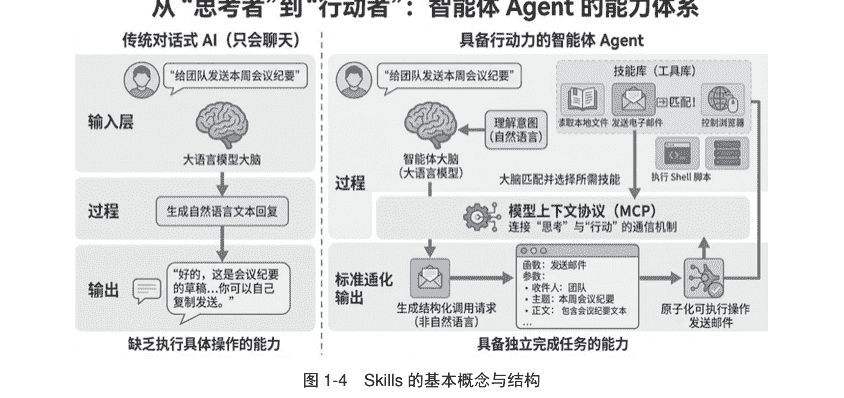 从“思考者”到“行动者”：智能体 Agent 的能力体系
传统对话式 AI（只会聊天）
“给团队发送本周会议纪要”
输入层
大语言模型大脑
过程
生成自然语言文本回复
输出
“好的，这是会议纪要
的草稿...你可以自己
复制发送。”
缺乏执行具体操作的能力
具备行动力的智能体 Agent
“给团队发送本周会议纪要”
技能库（工具库）
读取本地文件
发送电子邮件
匹配！
控制浏览器
执行 Shell 脚本
理解意图
（自然语言）
智能体大脑
（大语言模型）
过程
大脑匹配并选择所需技能
模型上下文协议（MCP）
连接“思考”与“行动”的通信机制
标准适化
输出
生成结构化调用请求
（非自然语言）
函数：发送邮件
参数：
• 收件人：团队
• 主题：本周会议纪要
• 正文：包含会议纪要文本
...
原子化可执行操作
发送邮件
具备独立完成任务的能力
图 1-4 Skills 的基本概念与结构